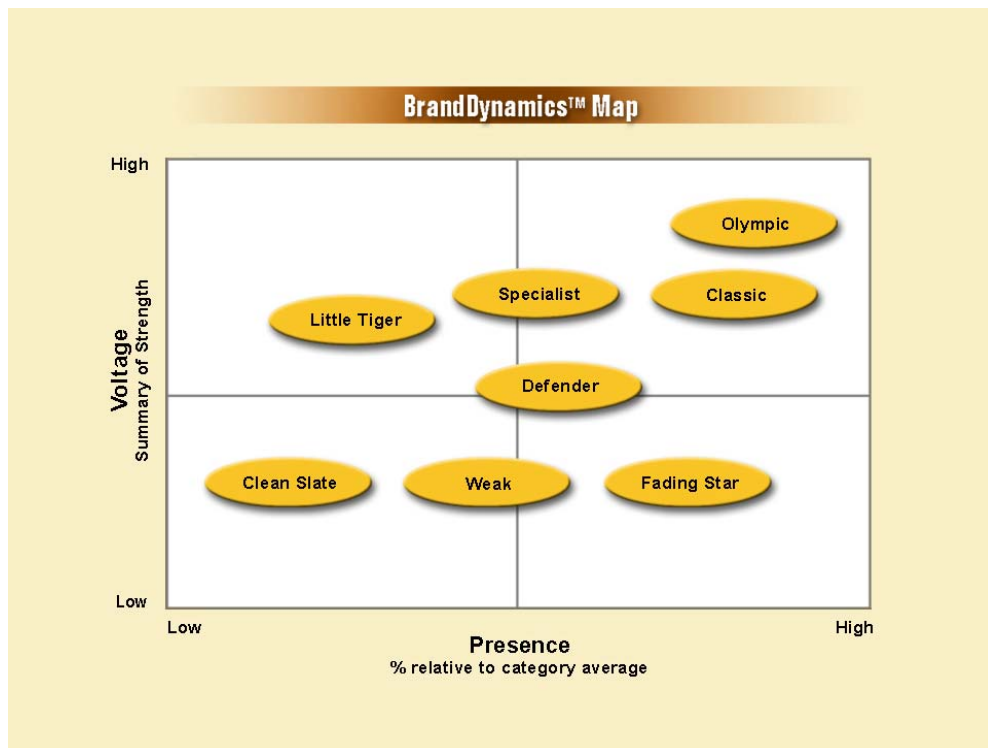 BrandDynamics™ Map
High
Olympic
Specialist
Classic
Little Tiger
Voltage
Summary of Strength
Defender
Clean Slate
Weak
Fading Star
Low
Low
High
Presence
% relative to category average